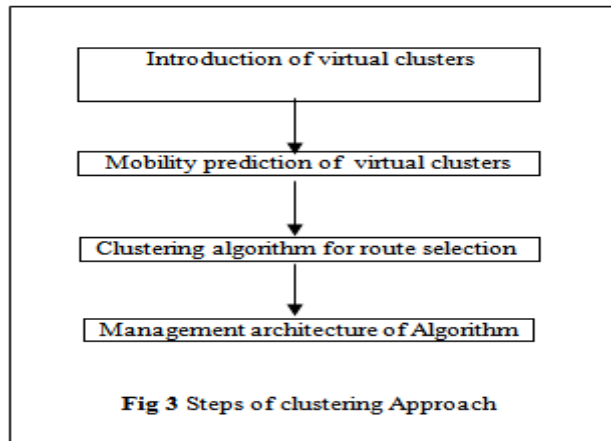 Introduction of virtual clusters
Mobility prediction of virtual clusters
Clustering algorithm for route selection
Management architecture of Algorithm
Fig 3 Steps of clustering Approach